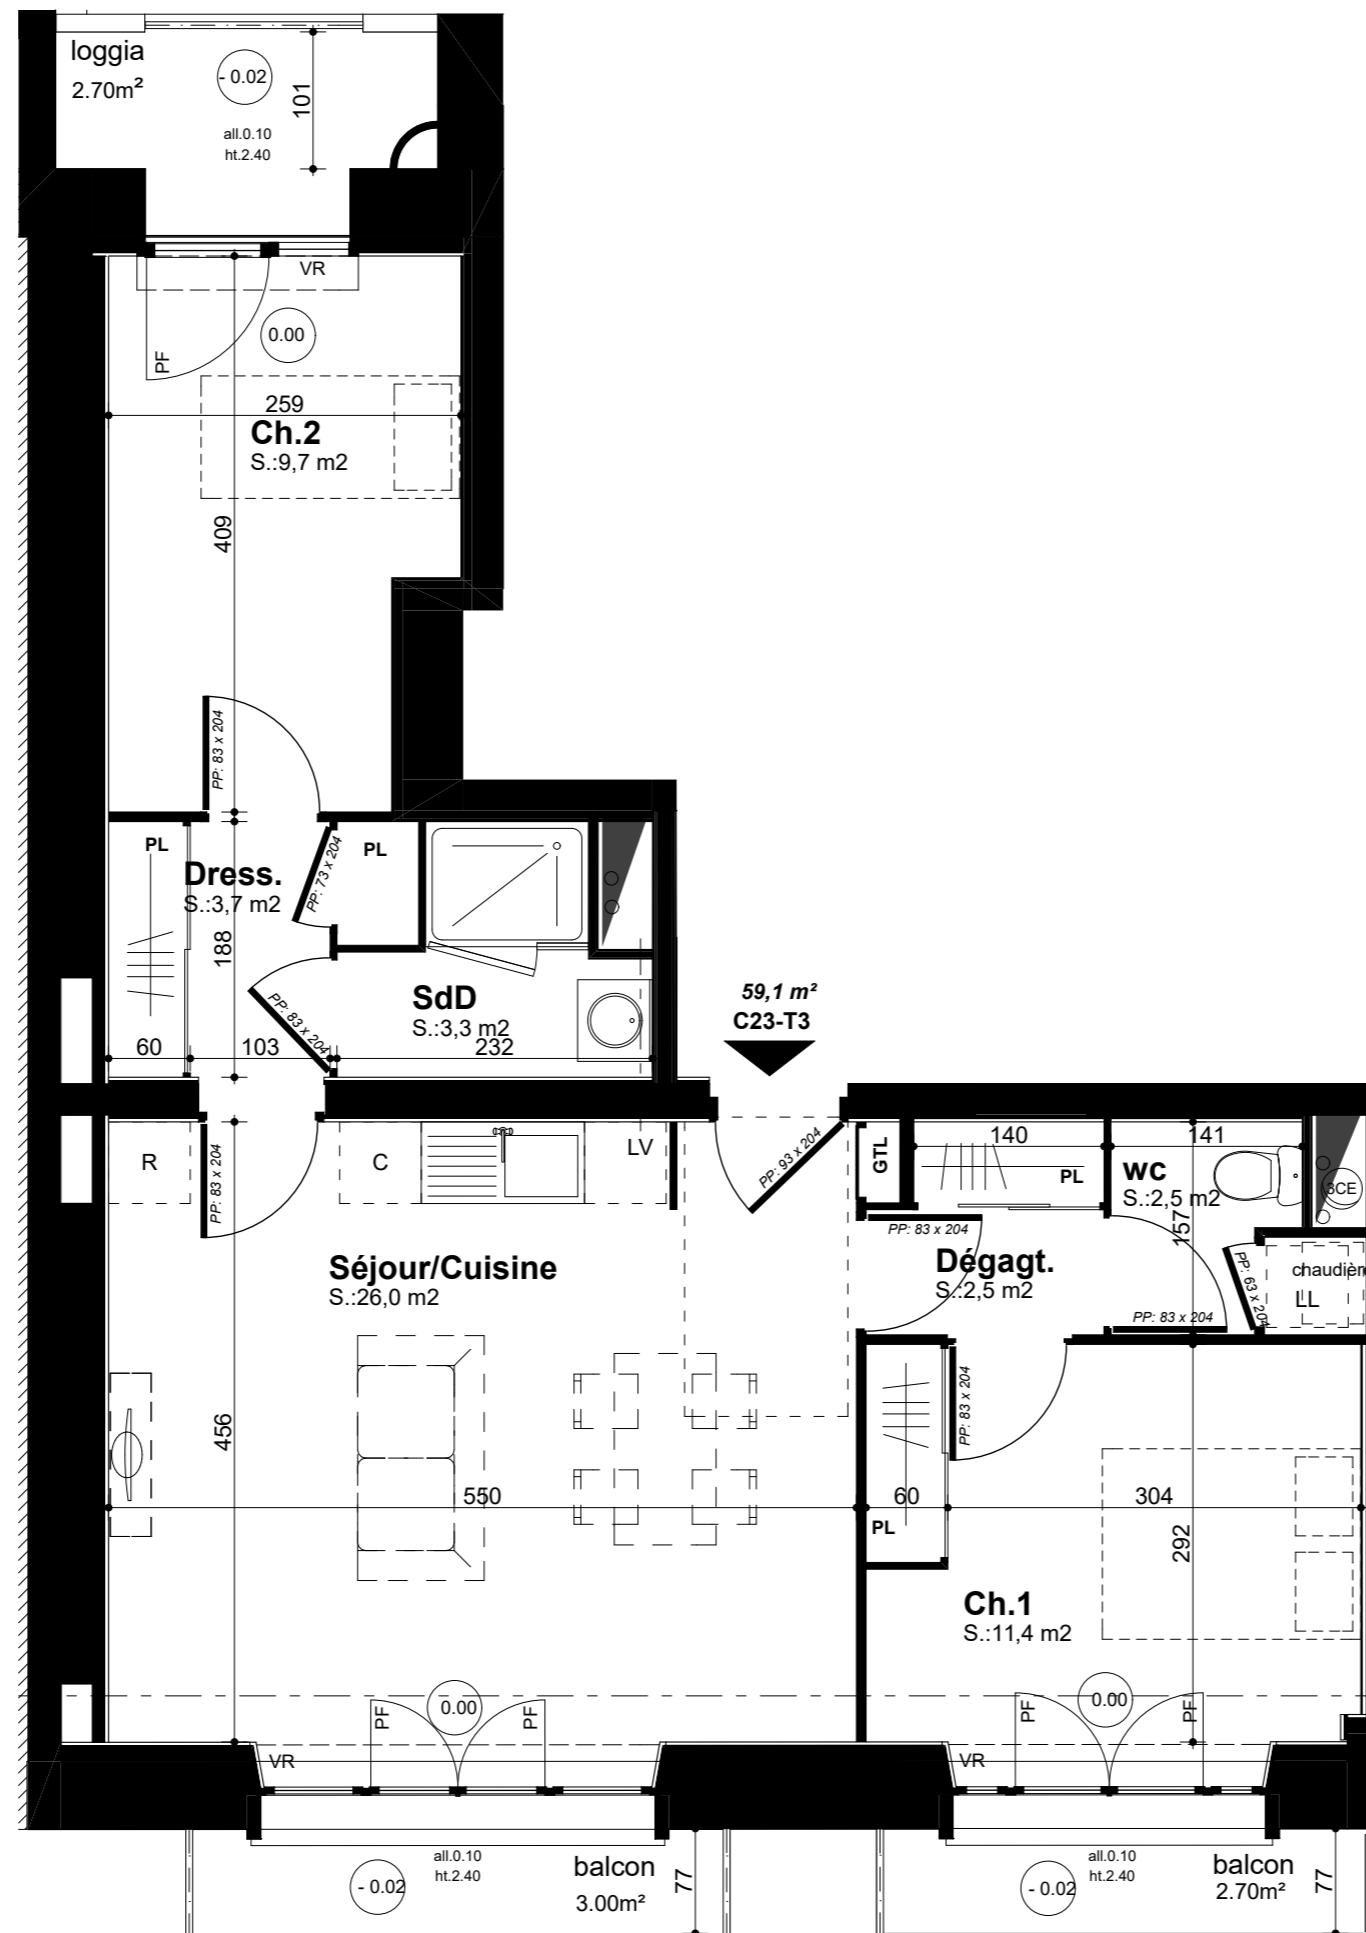 loggia
2.70m²
- 0.02
101
all.0.10
ht.2.40
VR
PF
0.00
259
Ch.2
S.:9,7 m2
409
PP: 83 x 204
PL
Dress.
S.:3,7 m2
PP: 73 x 204
PL
188
SdD
S.:3,3 m2
PP: 83 x 204
60
103
232
59,1 m²
C23-T3
R
PP: 83 x 204
C
LV
PP: 93 x 204
GTL
140
PL
141
WC
S.:2,5 m2
157
3CE
PP: 83 x 204
Séjour/Cuisine
S.:26,0 m2
Dégagt.
S.:2,5 m2
PP: 83 x 204
PP: 63 x 204
chaudièr
LL
PP: 83 x 204
456
550
60
PL
304
292
Ch.1
S.:11,4 m2
PF
0.00
PF
PF
0.00
PF
VR
VR
- 0.02
all.0.10
ht.2.40
balcon
3.00m²
77
- 0.02
all.0.10
ht.2.40
balcon
2.70m²
77